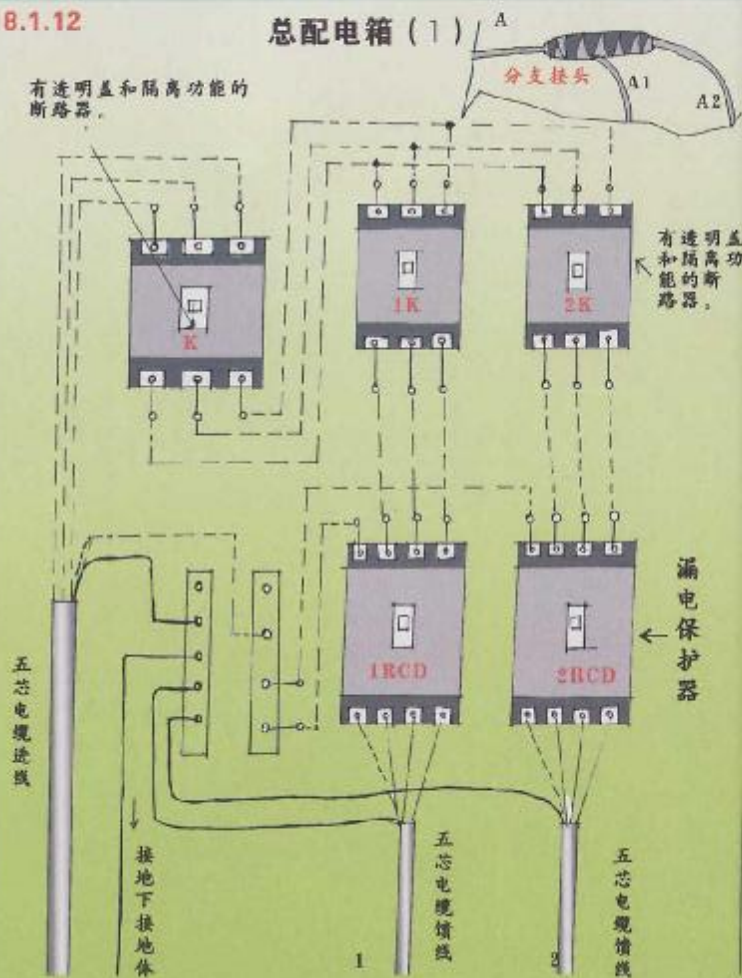 8.1.12
总配电箱(1)
A
分支接头
A1
A2
有透明盖和隔离功能的
断路器。
有透明盖
和隔离功
能的断
路器。
K
1K
2K
漏电保护器
1RCD
2RCD
五芯电缆进线
接地下接地体
五芯电缆馈线
五芯电缆馈线
1
2